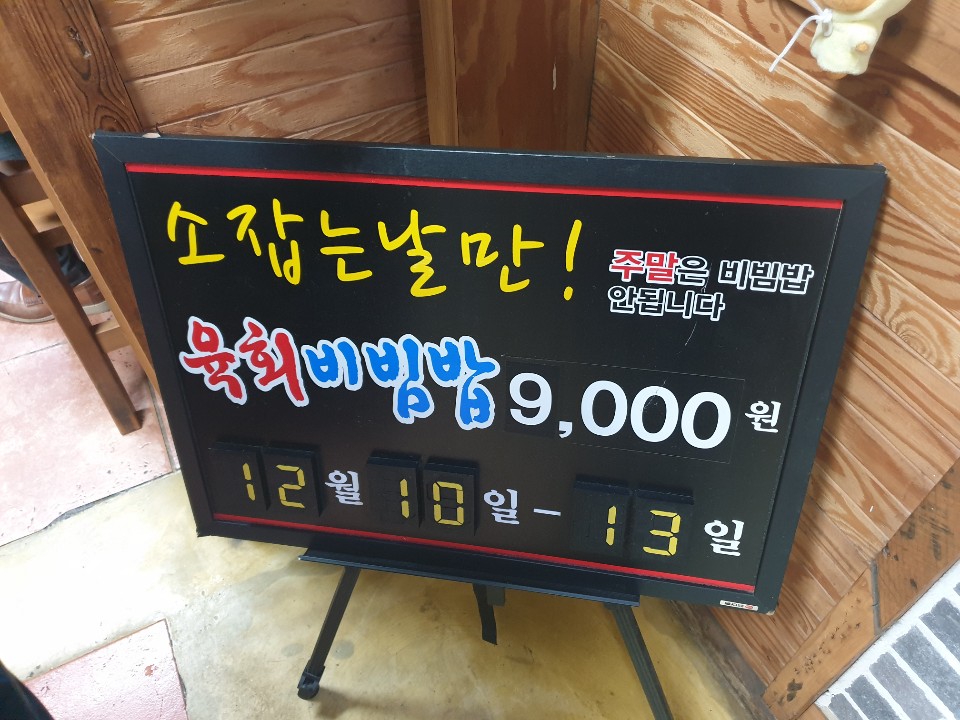 소잡는날만!
주말은 비빔밥
안됩니다
육회비빔밥 9,000원
12월 10일-13일